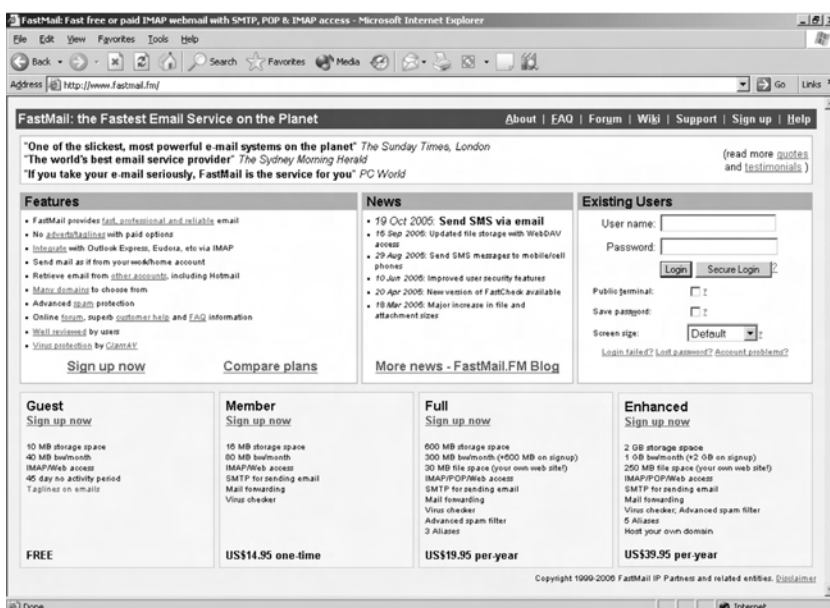 FastMail: Fast free or paid IMAP webmail with SMTP, POP & IMAP access - Microsoft Internet Explorer
File Edit View Favorites Tools Help
Back Search Favorites Media
Address http://www.fastmail.fm/ Go Links
FastMail: the Fastest Email Service on the Planet About | FAQ | Forum | Wiki | Support | Sign up | Help
"One of the slickest, most powerful e-mail systems on the planet" The Sunday Times, London
"The world's best email service provider" The Sydney Morning Herald
"If you take your e-mail seriously, FastMail is the service for you" PC World
(read more quotes
and testimonials )
Features
• FastMail provides fast, professional and reliable email
• No adverts/taglines with paid options
• Integrate with Outlook Express, Eudora, etc via IMAP
• Send mail as if from your work/home account
• Retrieve email from other accounts, including Hotmail
• Many domains to choose from
• Advanced spam protection
• Online forum, superb customer help and FAQ information
• Well reviewed by users
• Virus protection by ClamAV
Sign up now Compare plans
News
• 19 Oct 2005: Send SMS via email
• 16 Sep 2005: Updated file storage with WebDAV
access
• 29 Aug 2005: Send SMS messages to mobile/cell
phones
• 10 Jun 2005: Improved user security features
• 20 Apr 2005: New version of FastCheck available
• 18 Mar 2005: Major increase in file and
attachment sizes
More news - FastMail.FM Blog
Existing Users
User name:
Password:
Login Secure Login ?
Public terminal: ?
Save password: ?
Screen size: Default ?
Login failed? Lost password? Account problems?
Guest
Sign up now
10 MB storage space
40 MB bw/month
IMAP/Web access
45 day no activity period
Taglines on emails
FREE
Member
Sign up now
16 MB storage space
80 MB bw/month
IMAP/Web access
SMTP for sending email
Mail forwarding
Virus checker
US$14.95 one-time
Full
Sign up now
600 MB storage space
300 MB bw/month (+600 MB on signup)
30 MB file space (your own web site!)
IMAP/POP/Web access
SMTP for sending email
Mail forwarding
Virus checker
Advanced spam filter
3 Aliases
US$19.95 per-year
Enhanced
Sign up now
2 GB storage space
1 GB bw/month (+2 GB on signup)
250 MB file space (your own web site!)
IMAP/POP/Web access
SMTP for sending email
Mail forwarding
Virus checker, Advanced spam filter
5 Aliases
Host your own domain
US$39.95 per-year
Copyright 1999-2006 FastMail IP Partners and related entities. Disclaimer
Done Internet